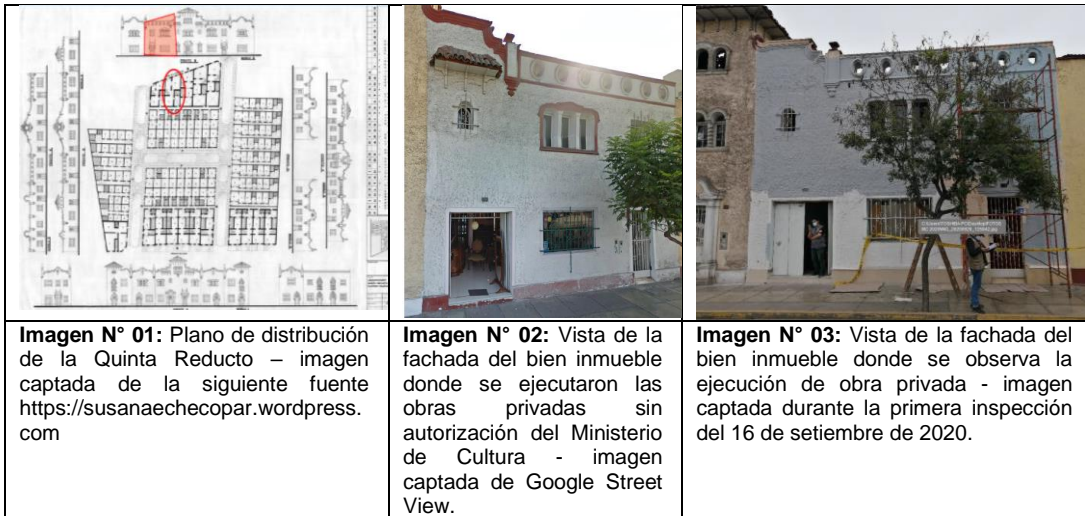 Imagen N° 01: Plano de distribución
de la Quinta Reducto – imagen
captada de la siguiente fuente
https://susanaechecopar.wordpress.
com
Imagen N° 02: Vista de la
fachada del bien inmueble
donde se ejecutaron las
obras privadas sin
autorización del Ministerio
de Cultura - imagen
captada de Google Street
View.
Imagen N° 03: Vista de la fachada del
bien inmueble donde se observa la
ejecución de obra privada - imagen
captada durante la primera inspección
del 16 de setiembre de 2020.